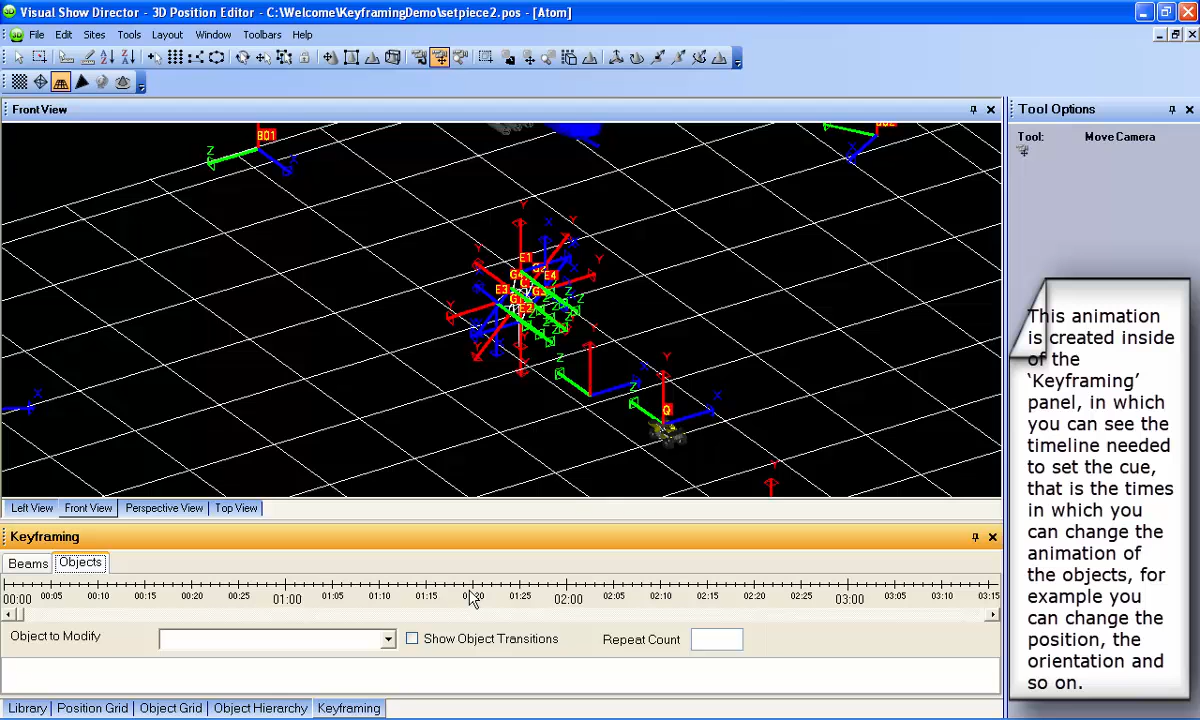 Visual Show Director - 3D Position Editor - C:\Welcome\KeyframingDemo\setpiece2.pos - [Atom]
File Edit Sites Tools Layout Window Toolbars Help
Front View
Tool Options
Tool: Move Camera
B01
Z
X
Y
E1
G4
E4
E3
Q
This animation
is created inside
of the
‘Keyframing’
panel, in which
you can see the
timeline needed
to set the cue,
that is the times
in which you
can change the
animation of
the objects, for
example you
can change the
position, the
orientation and
so on.
Left View Front View Perspective View Top View
Keyframing
Beams Objects
00:00 00:05 00:10 00:15 00:20 00:25 01:00 01:05 01:10 01:15 01:20 01:25 02:00 02:05 02:10 02:15 02:20 02:25 03:00 03:05 03:10 03:15
Object to Modify Show Object Transitions Repeat Count
Library Position Grid Object Grid Object Hierarchy Keyframing